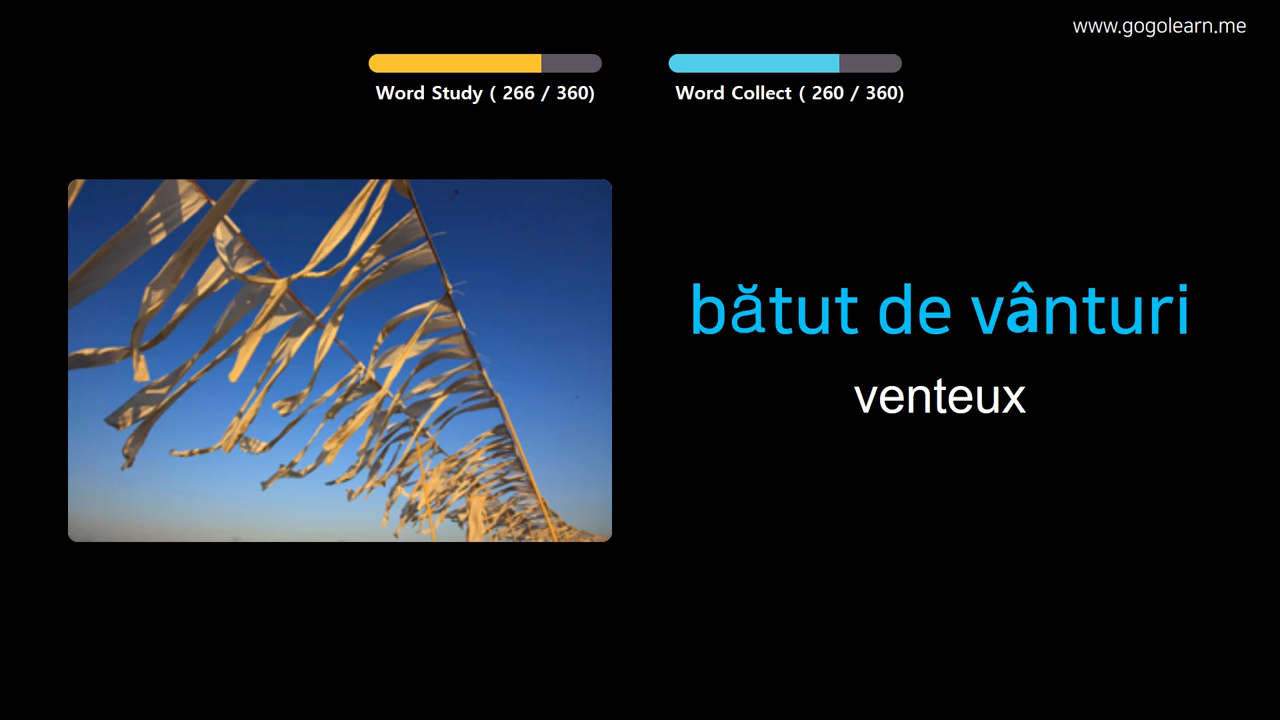 www.gogolearn.me
Word Study ( 266 / 360)
Word Collect ( 260 / 360)
bătut de vânturi
venteux